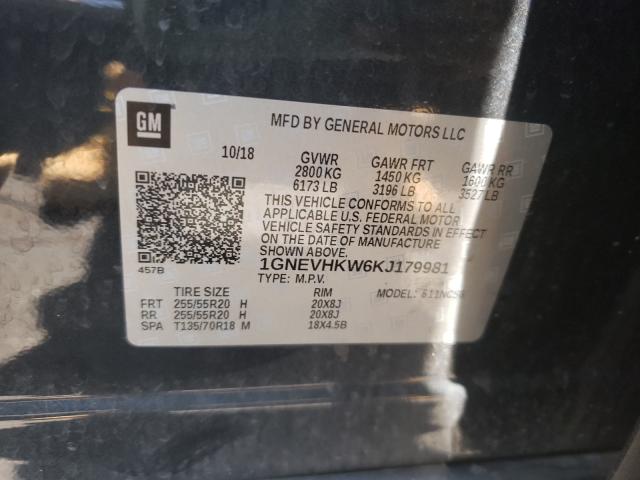 GM
MFD BY GENERAL MOTORS LLC
10/18 GVWR GAWR FRT GAWR RR
2800 KG 1450 KG 1600 KG
6173 LB 3196 LB 3527 LB
THIS VEHICLE CONFORMS TO ALL
APPLICABLE U.S. FEDERAL MOTOR
VEHICLE SAFETY STANDARDS IN EFFECT
ON THE DATE OF MANUFACTURE
SHOWN ABOVE.
457B
1GNEVHKW6KJ179981
TYPE: M.P.V. MODEL:
TIRE SIZE RIM
FRT 255/55R20 H 20X8J
RR 255/55R20 H 20X8J
SPA T135/70R18 M 18X4.5B